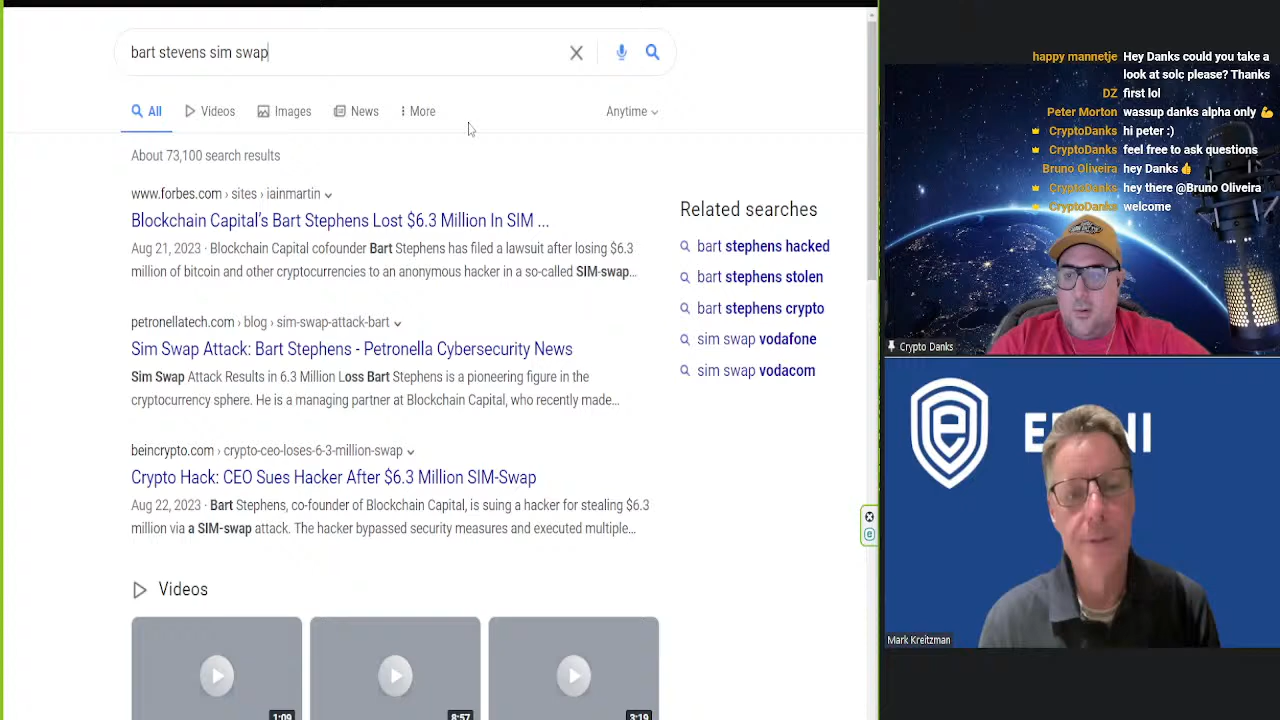 bart stevens sim swap
All
Videos
Images
News
More
Anytime
About 73,100 search results
www.forbes.com › sites › iainmartin
Blockchain Capital's Bart Stephens Lost $6.3 Million In SIM ...
Aug 21, 2023 · Blockchain Capital cofounder Bart Stephens has filed a lawsuit after losing $6.3
million of bitcoin and other cryptocurrencies to an anonymous hacker in a so-called SIM-swap...
petronellatech.com › blog › sim-swap-attack-bart
Sim Swap Attack: Bart Stephens - Petronella Cybersecurity News
Sim Swap Attack Results in 6.3 Million Loss Bart Stephens is a pioneering figure in the
cryptocurrency sphere. He is a managing partner at Blockchain Capital, who recently made...
beincrypto.com › crypto-ceo-loses-6-3-million-swap
Crypto Hack: CEO Sues Hacker After $6.3 Million SIM-Swap
Aug 22, 2023 · Bart Stephens, co-founder of Blockchain Capital, is suing a hacker for stealing $6.3
million via a SIM-swap attack. The hacker bypassed security measures and executed multiple...
Videos
1:09
8:57
3:19
Related searches
bart stephens hacked
bart stephens stolen
bart stephens crypto
sim swap vodafone
sim swap vodacom
happy mannetje Hey Danks could you take a
look at solc please? Thanks
DZ first lol
Peter Morton wassup danks alpha only 💪
CryptoDanks hi peter :)
CryptoDanks feel free to ask questions
Bruno Oliveira hey Danks 👍
CryptoDanks hey there @Bruno Oliveira
CryptoDanks welcome
Crypto Danks
Mark Kreitzman